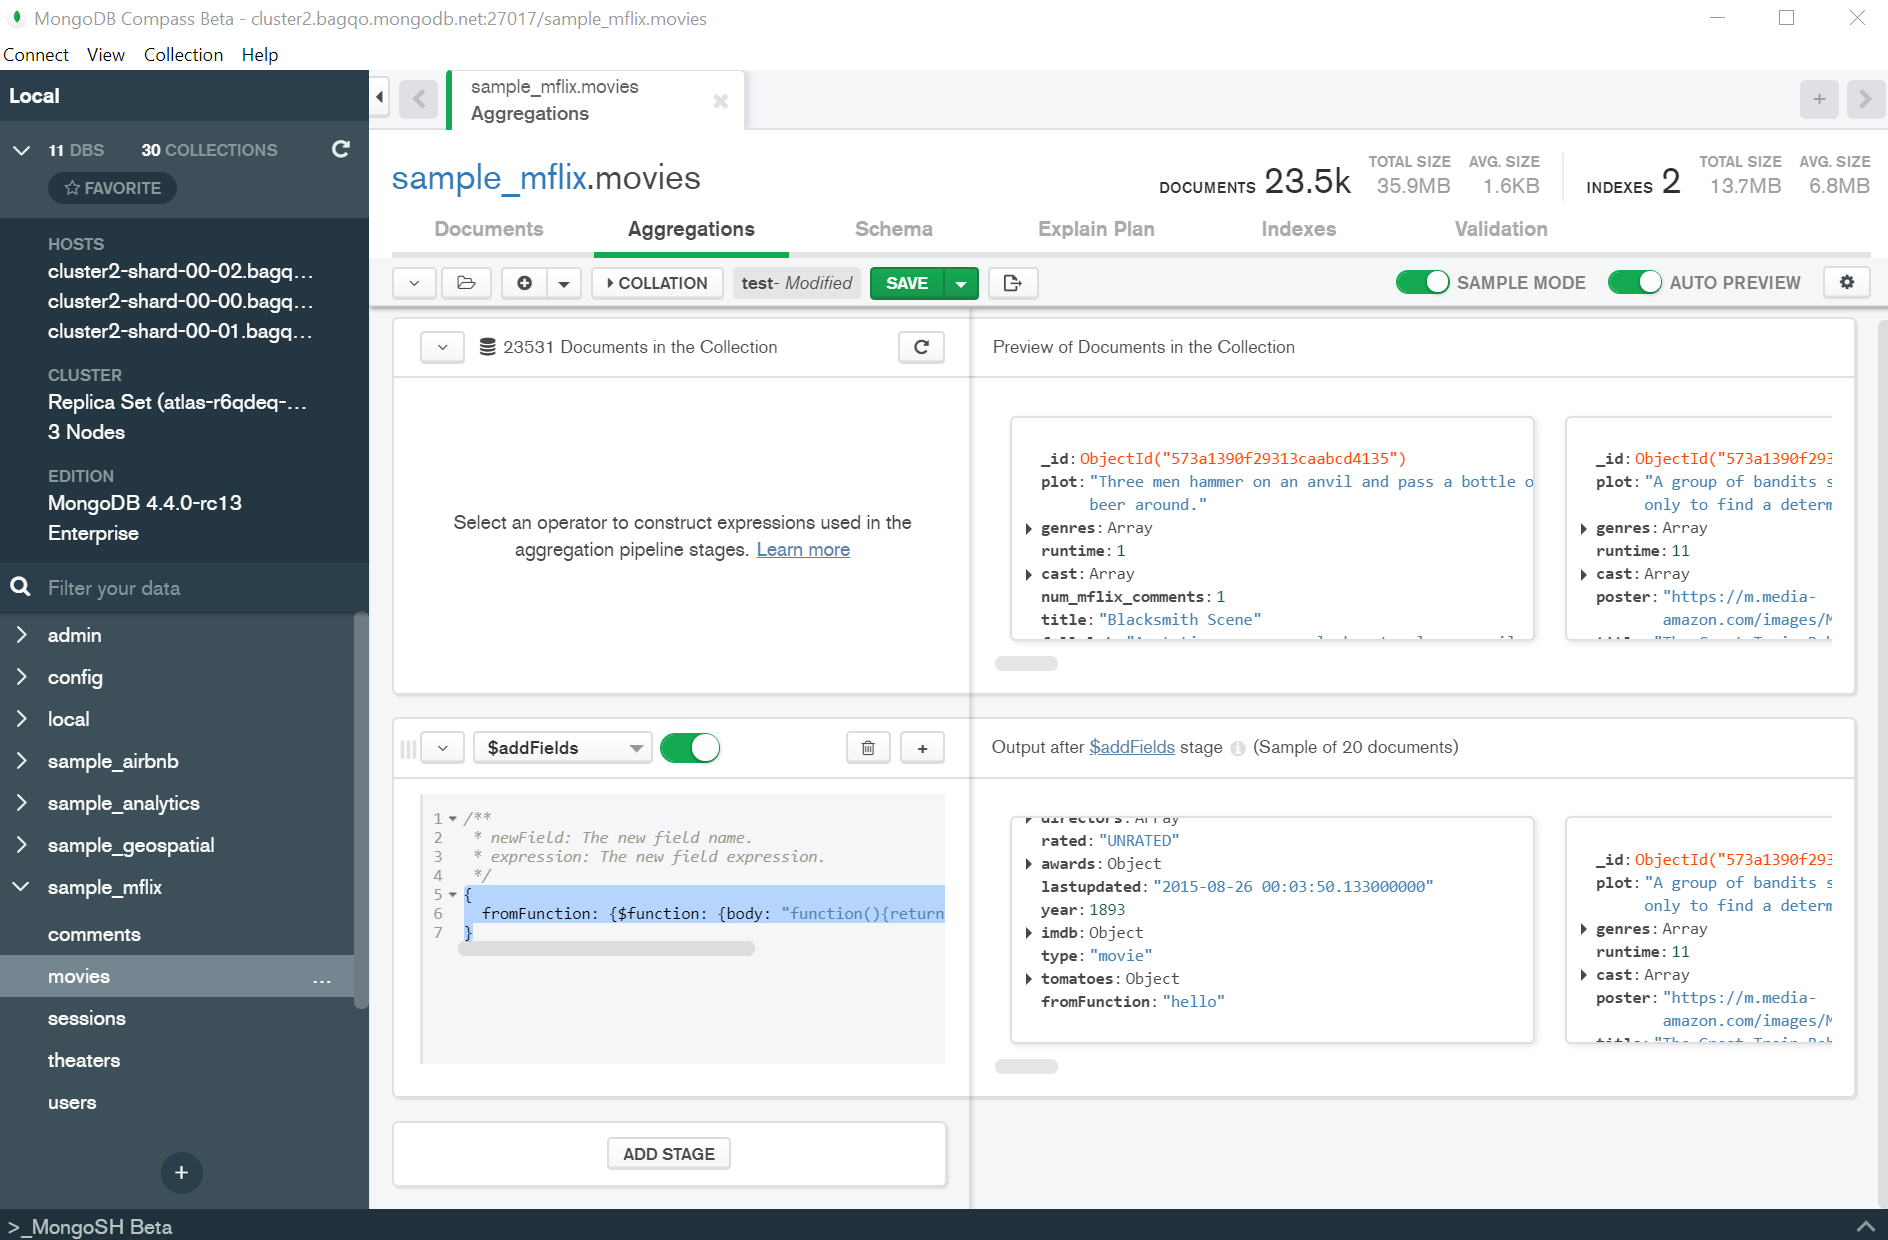 MongoDB Compass Beta - cluster2.bagqo.mongodb.net:27017/sample_mflix.movies
Connect View Collection Help
Local
11 DBS 30 COLLECTIONS
FAVORITE
HOSTS
cluster2-shard-00-02.bagq...
cluster2-shard-00-00.bagq...
cluster2-shard-00-01.bagq...
CLUSTER
Replica Set (atlas-r6qdeq-...
3 Nodes
EDITION
MongoDB 4.4.0-rc13
Enterprise
Filter your data
admin
config
local
sample_airbnb
sample_analytics
sample_geospatial
sample_mflix
comments
movies ...
sessions
theaters
users
+
>_MongoSH Beta
sample_mflix.movies
Aggregations
sample_mflix.movies
DOCUMENTS 23.5k TOTAL SIZE 35.9MB AVG. SIZE 1.6KB
INDEXES 2 TOTAL SIZE 13.7MB AVG. SIZE 6.8MB
Documents Aggregations Schema Explain Plan Indexes Validation
COLLATION test- Modified SAVE SAMPLE MODE AUTO PREVIEW
23531 Documents in the Collection
Select an operator to construct expressions used in the
aggregation pipeline stages. Learn more
Preview of Documents in the Collection
_id: ObjectId("573a1390f29313caabcd4135")
plot: "Three men hammer on an anvil and pass a bottle o
beer around."
genres: Array
runtime: 1
cast: Array
num_mflix_comments: 1
title: "Blacksmith Scene"
_id: ObjectId("573a1390f293
plot: "A group of bandits s
only to find a determ
genres: Array
runtime: 11
cast: Array
poster: "https://m.media-
amazon.com/images/M
$addFields
1 /**
2 * newField: The new field name.
3 * expression: The new field expression.
4 */
5 {
6 fromFunction: {$function: {body: "function(){return
7 }
Output after $addFields stage (Sample of 20 documents)
directors: Array
rated: "UNRATED"
awards: Object
lastupdated: "2015-08-26 00:03:50.133000000"
year: 1893
imdb: Object
type: "movie"
tomatoes: Object
fromFunction: "hello"
_id: ObjectId("573a1390f293
plot: "A group of bandits s
only to find a determ
genres: Array
runtime: 11
cast: Array
poster: "https://m.media-
amazon.com/images/M
ADD STAGE